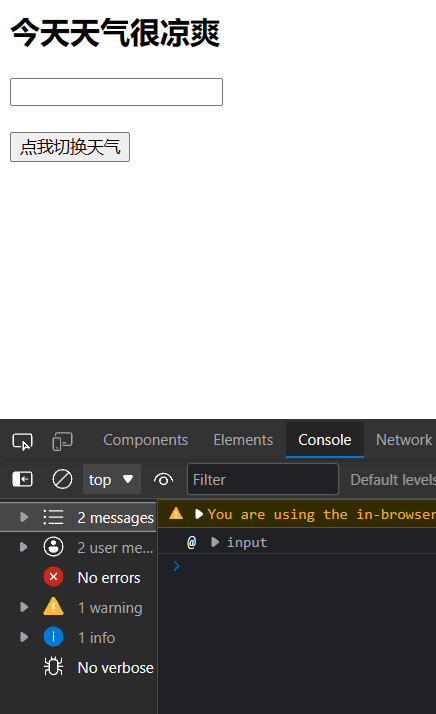 今天天气很凉爽
点我切换天气
Components Elements Console Network
top Filter Default levels
2 messages
2 user me...
No errors
1 warning
1 info
No verbose
You are using the in-browser
@ input